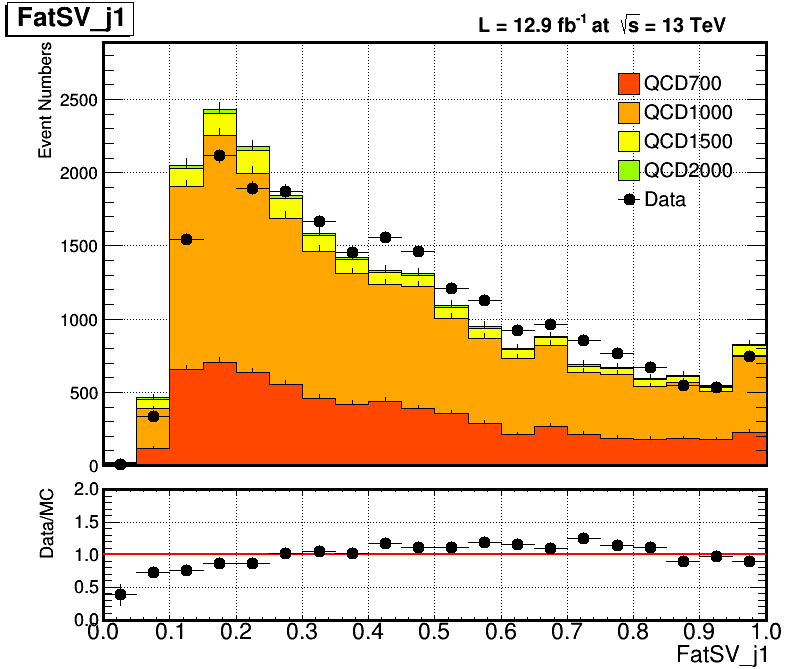 FatSV_j1
L = 12.9 fb⁻¹ at √s = 13 TeV
Event Numbers
2500
2000
1500
1000
500
0
QCD700
QCD1000
QCD1500
QCD2000
Data
Data/MC
2.0
1.5
1.0
0.5
0.0
0.0 0.1 0.2 0.3 0.4 0.5 0.6 0.7 0.8 0.9 1.0
FatSV_j1